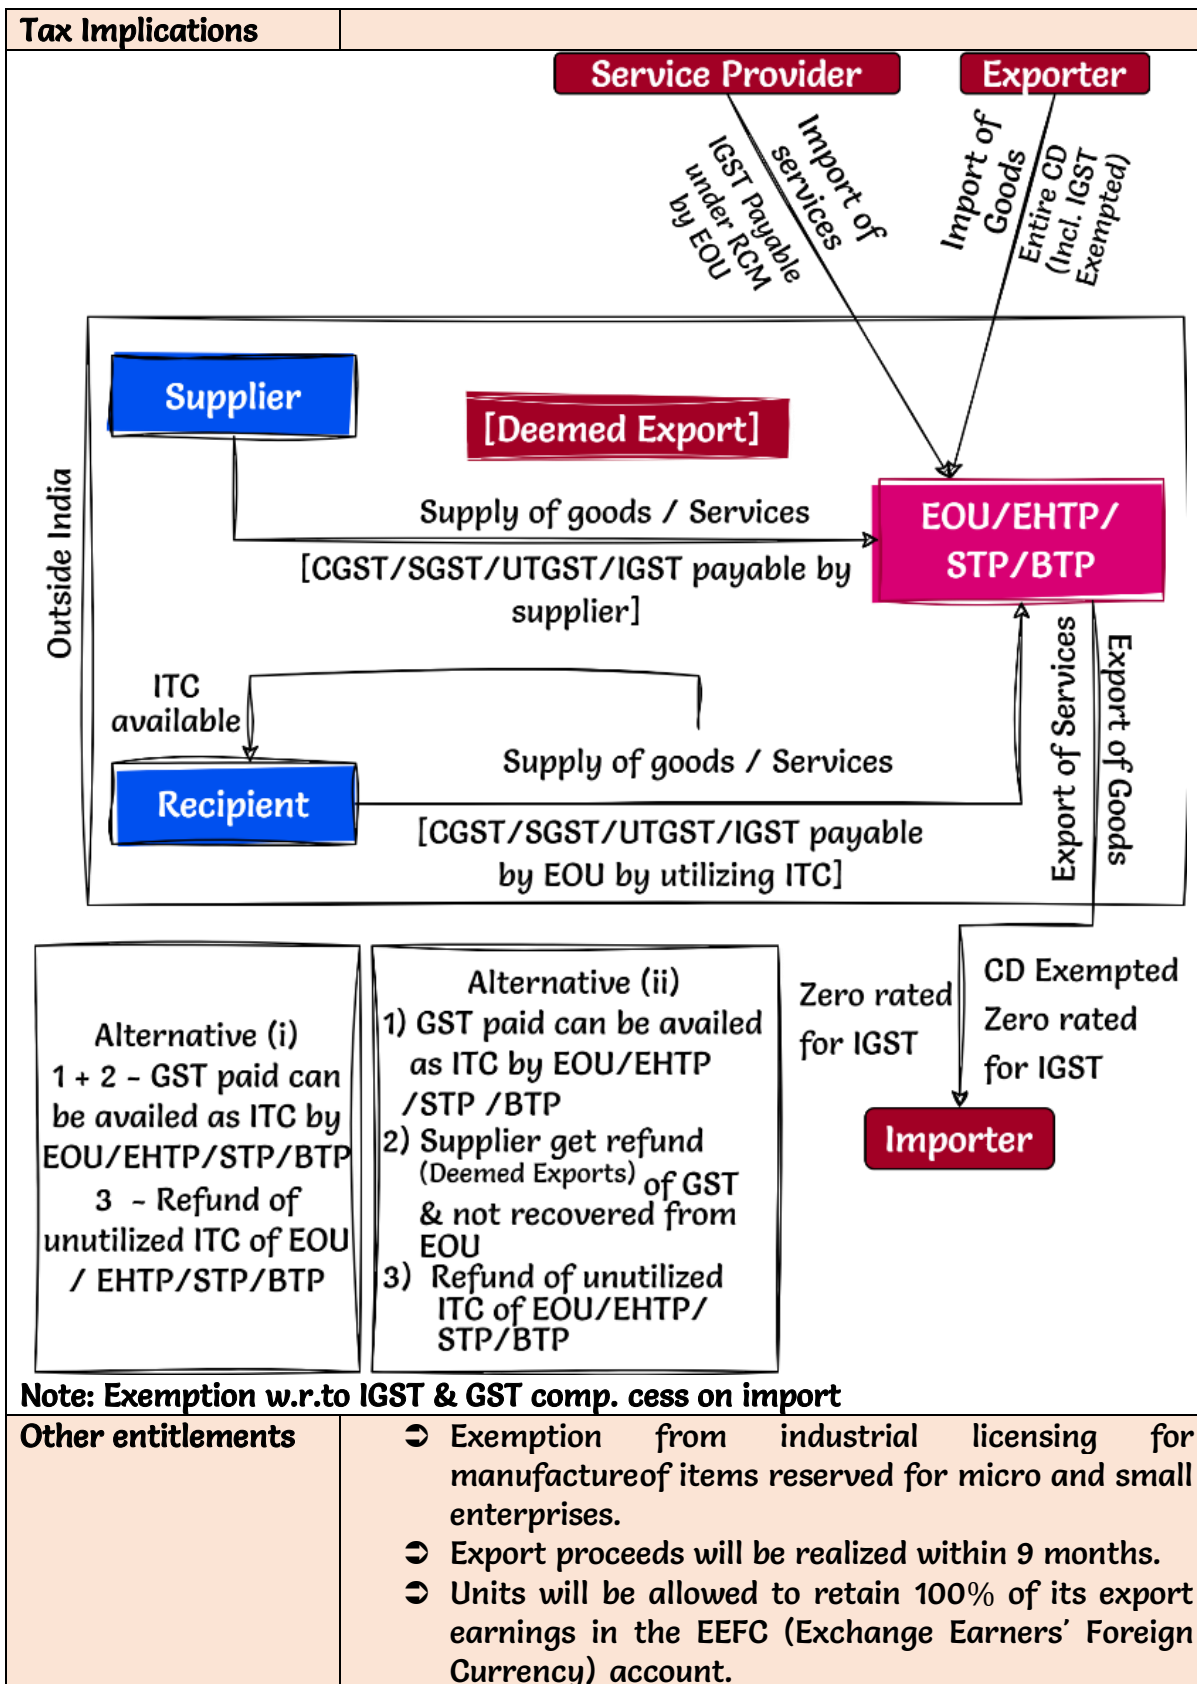 Tax Implications
Service Provider
Exporter
Import of
services
IGST Payable
under RCM
by EOU
Import of
Goods
Entire CD
(Incl. IGST
Exempted)
Outside India
Supplier
[Deemed Export]
Supply of goods / Services
[CGST/SGST/UTGST/IGST payable by
supplier]
EOU/EHTP/
STP/BTP
ITC
available
Recipient
Supply of goods / Services
[CGST/SGST/UTGST/IGST payable
by EOU by utilizing ITC]
Export of Services
Export of Goods
Zero rated
for IGST
CD Exempted
Zero rated
for IGST
Importer
Alternative (i)
1 + 2 - GST paid can
be availed as ITC by
EOU/EHTP/STP/BTP
3 - Refund of
unutilized ITC of EOU
/ EHTP/STP/BTP
Alternative (ii)
1) GST paid can be availed
as ITC by EOU/EHTP
/STP /BTP
2) Supplier get refund
(Deemed Exports) of GST
& not recovered from
EOU
3) Refund of unutilized
ITC of EOU/EHTP/
STP/BTP
Note: Exemption w.r.to IGST & GST comp. cess on import
Other entitlements
➲ Exemption from industrial licensing for
manufactureof items reserved for micro and small
enterprises.
➲ Export proceeds will be realized within 9 months.
➲ Units will be allowed to retain 100% of its export
earnings in the EEFC (Exchange Earners' Foreign
Currency) account.